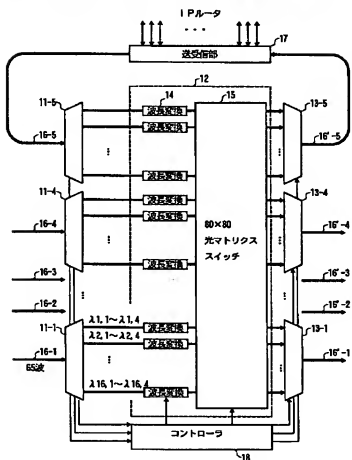 IPルータ
・・・
17
送受信部
12
14
15
11-5
波長変換
13-5
16-5
波長変換
16'-5
波長変換
11-4
波長変換
13-4
波長変換
16-4
80×80
光マトリクス
スイッチ
16'-4
波長変換
16-3
16'-3
16-2
16'-2
11-1
λ1, 1〜λ1, 4
波長変換
13-1
λ2, 1〜λ2, 4
波長変換
16-1
16'-1
65波
λ16, 1〜λ16, 4
波長変換
コントローラ
18